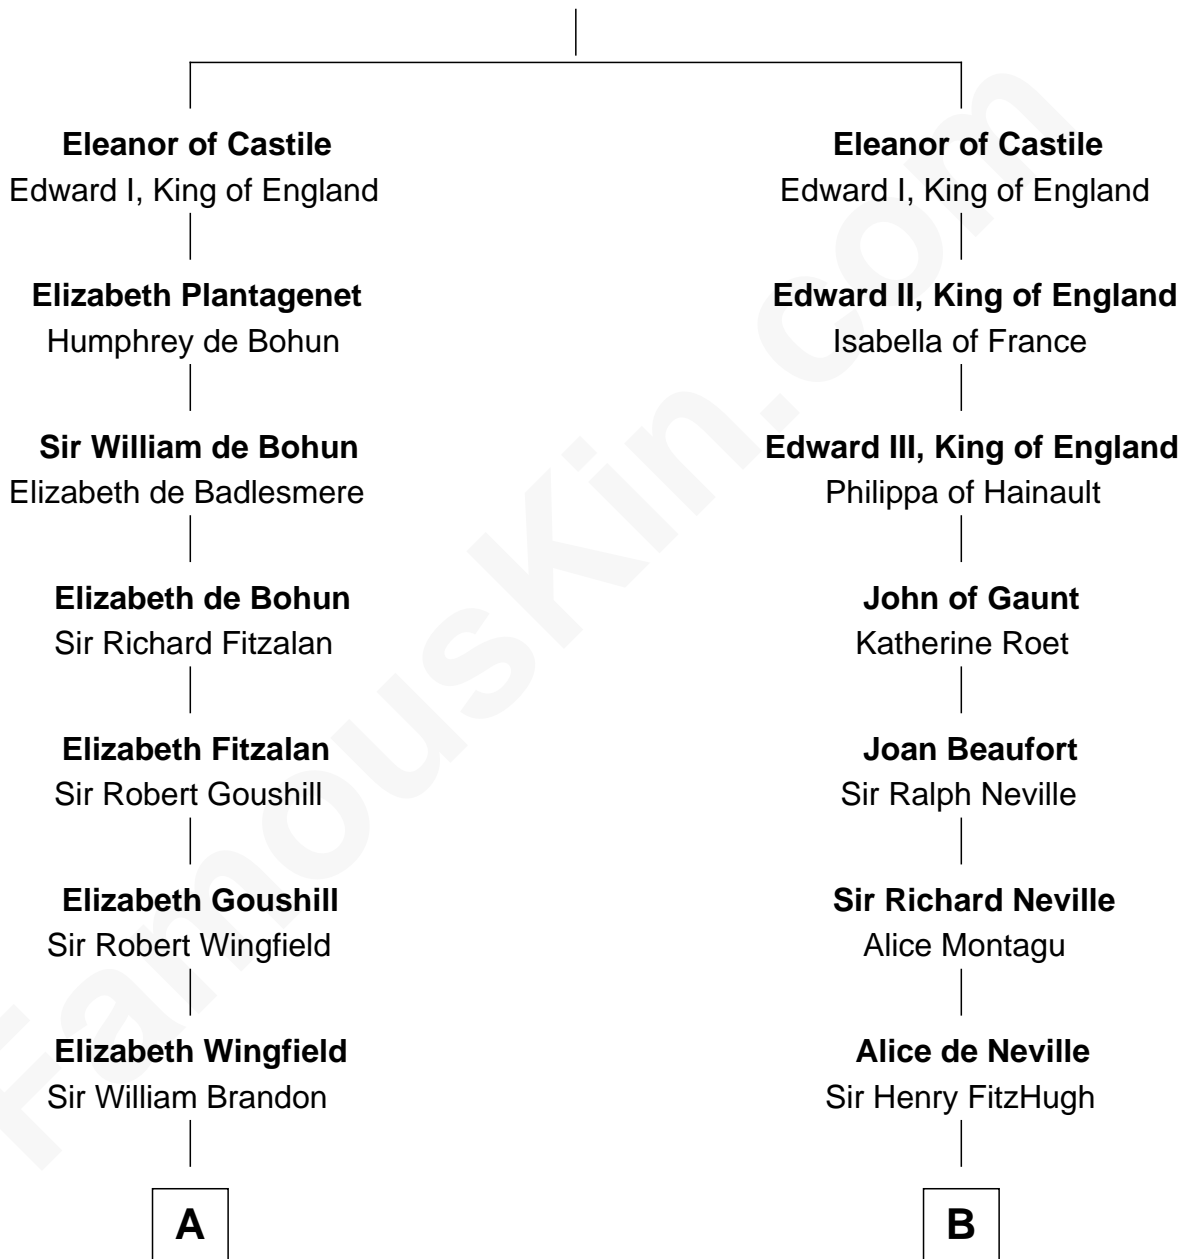 Eleanor of Castile
Edward I, King of England
Elizabeth Plantagenet
Humphrey de Bohun
Sir William de Bohun
Elizabeth de Badlesmere
Elizabeth de Bohun
Sir Richard Fitzalan
Elizabeth Fitzalan
Sir Robert Goushill
Elizabeth Goushill
Sir Robert Wingfield
Elizabeth Wingfield
Sir William Brandon
A
Eleanor of Castile
Edward I, King of England
Edward II, King of England
Isabella of France
Edward III, King of England
Philippa of Hainault
John of Gaunt
Katherine Roet
Joan Beaufort
Sir Ralph Neville
Sir Richard Neville
Alice Montagu
Alice de Neville
Sir Henry FitzHugh
B
FamousKin.com